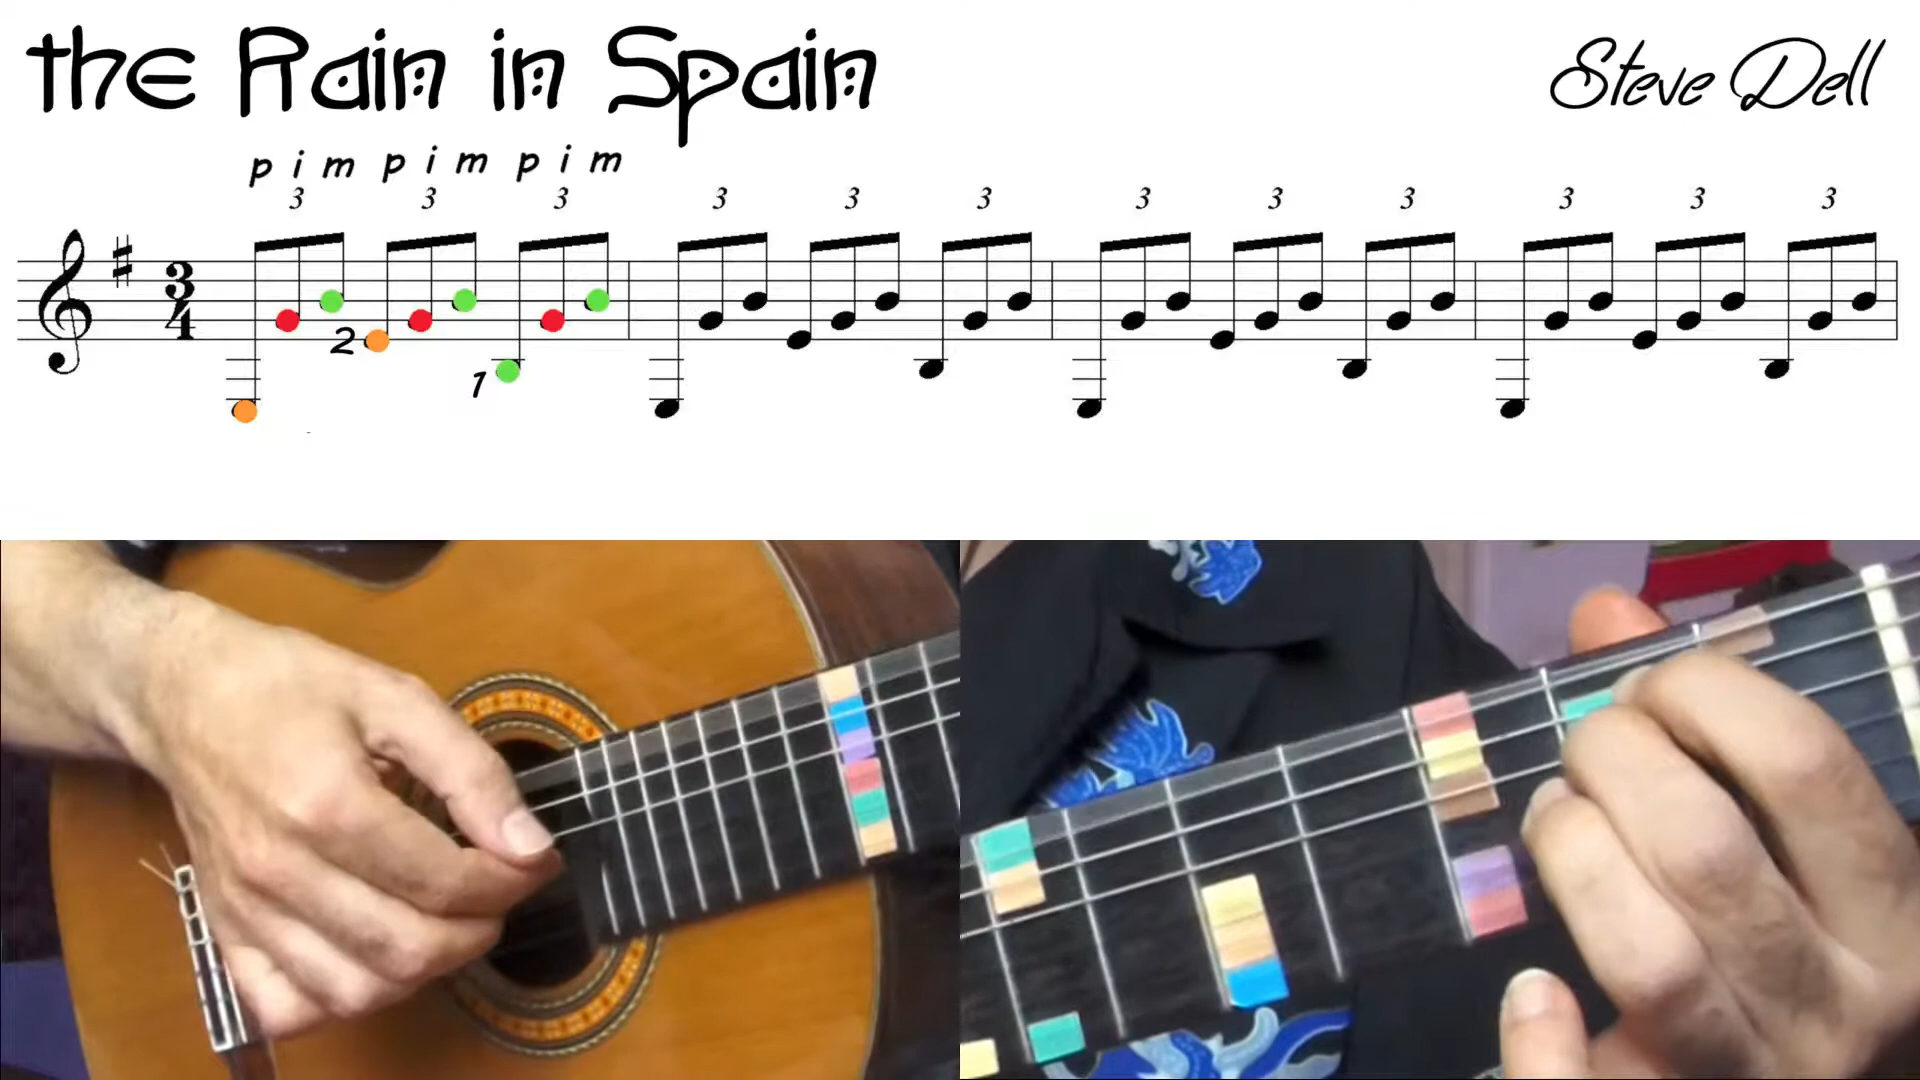 the Rain in Spain
Steve Dell
p i m p i m p i m
3 3 3 3 3 3 3 3 3 3 3 3
3
4
2
1